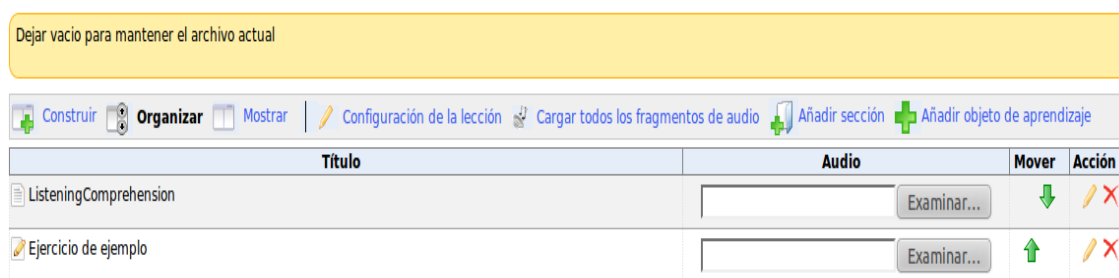 Dejar vacio para mantener el archivo actual
Construir Organizar Mostrar Configuración de la lección Cargar todos los fragmentos de audio Añadir sección Añadir objeto de aprendizaje
Título Audio Mover Acción
ListeningComprehension Examinar...
Ejercicio de ejemplo Examinar...